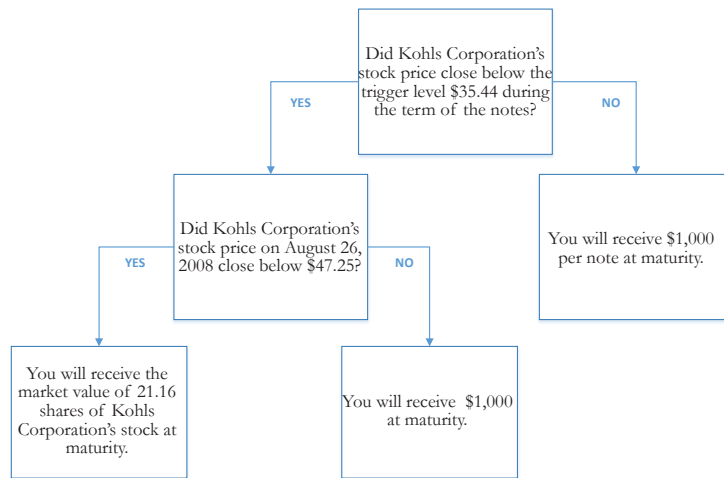 Did Kohls Corporation's
stock price close below the
trigger level $35.44 during
the term of the notes?
YES
NO
Did Kohls Corporation's
stock price on August 26,
2008 close below $47.25?
You will receive $1,000
per note at maturity.
YES
NO
You will receive the
market value of 21.16
shares of Kohls
Corporation's stock at
maturity.
You will receive $1,000
at maturity.